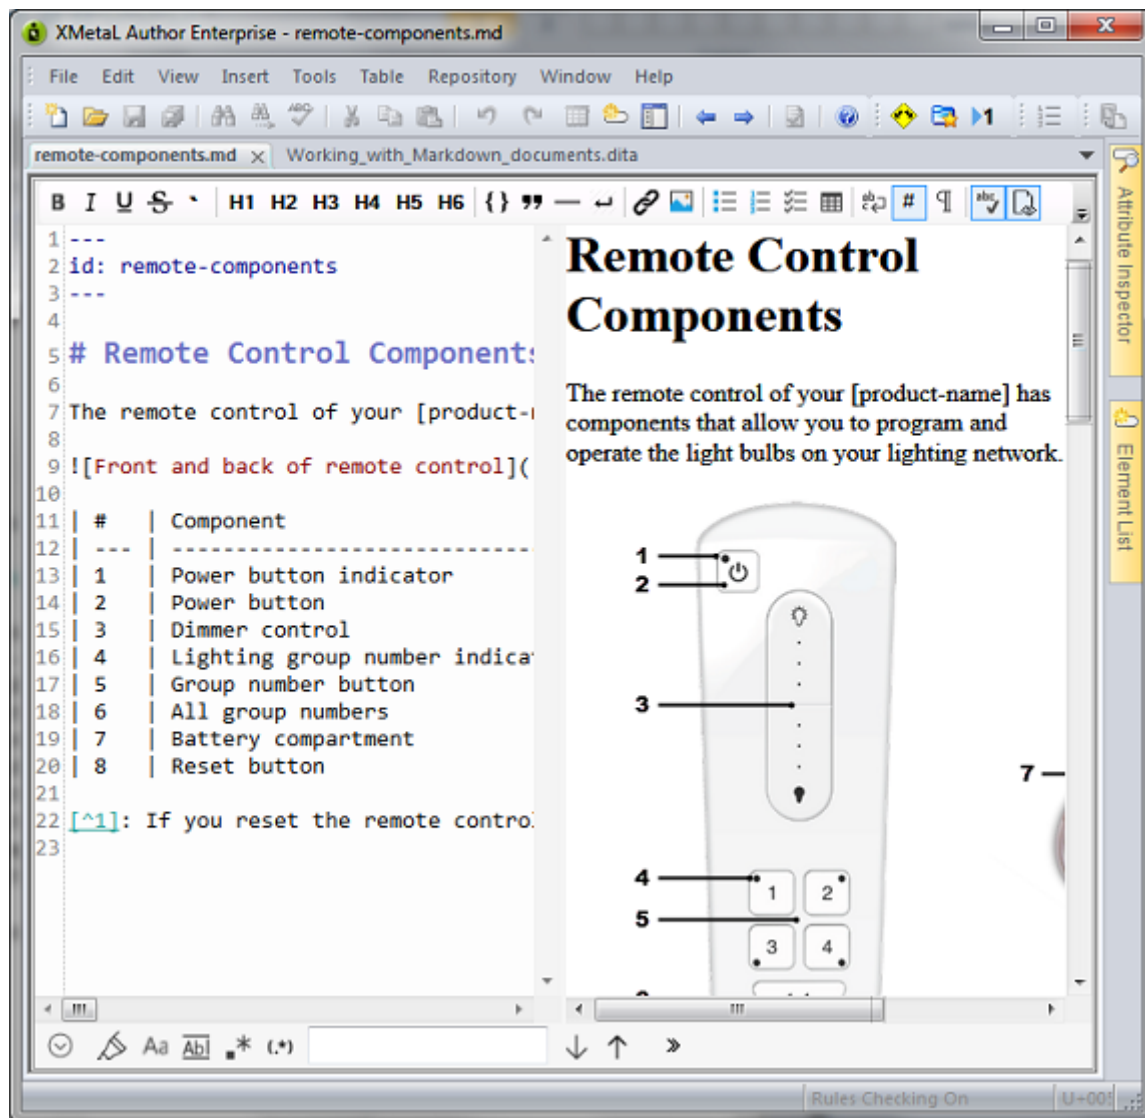 XMetaL Author Enterprise - remote-components.md
File Edit View Insert Tools Table Repository Window Help
remote-components.md Working_with_Markdown_documents.dita
B I U S H1 H2 H3 H4 H5 H6 { } # ¶ abc
1 ---
2 id: remote-components
3 ---
4
5 # Remote Control Components
6
7 The remote control of your [product-
8
9 ![Front and back of remote control](
10
11 | # | Component
12 | --- | -----------------------------
13 | 1 | Power button indicator
14 | 2 | Power button
15 | 3 | Dimmer control
16 | 4 | Lighting group number indica
17 | 5 | Group number button
18 | 6 | All group numbers
19 | 7 | Battery compartment
20 | 8 | Reset button
21
22 [^1]: If you reset the remote contro
23
Remote Control
Components
The remote control of your [product-name] has
components that allow you to program and
operate the light bulbs on your lighting network.
1
2
3
7
4
1 2
5
3 4
Attribute Inspector
Element List
Aa Abl .* (.*)
Rules Checking On